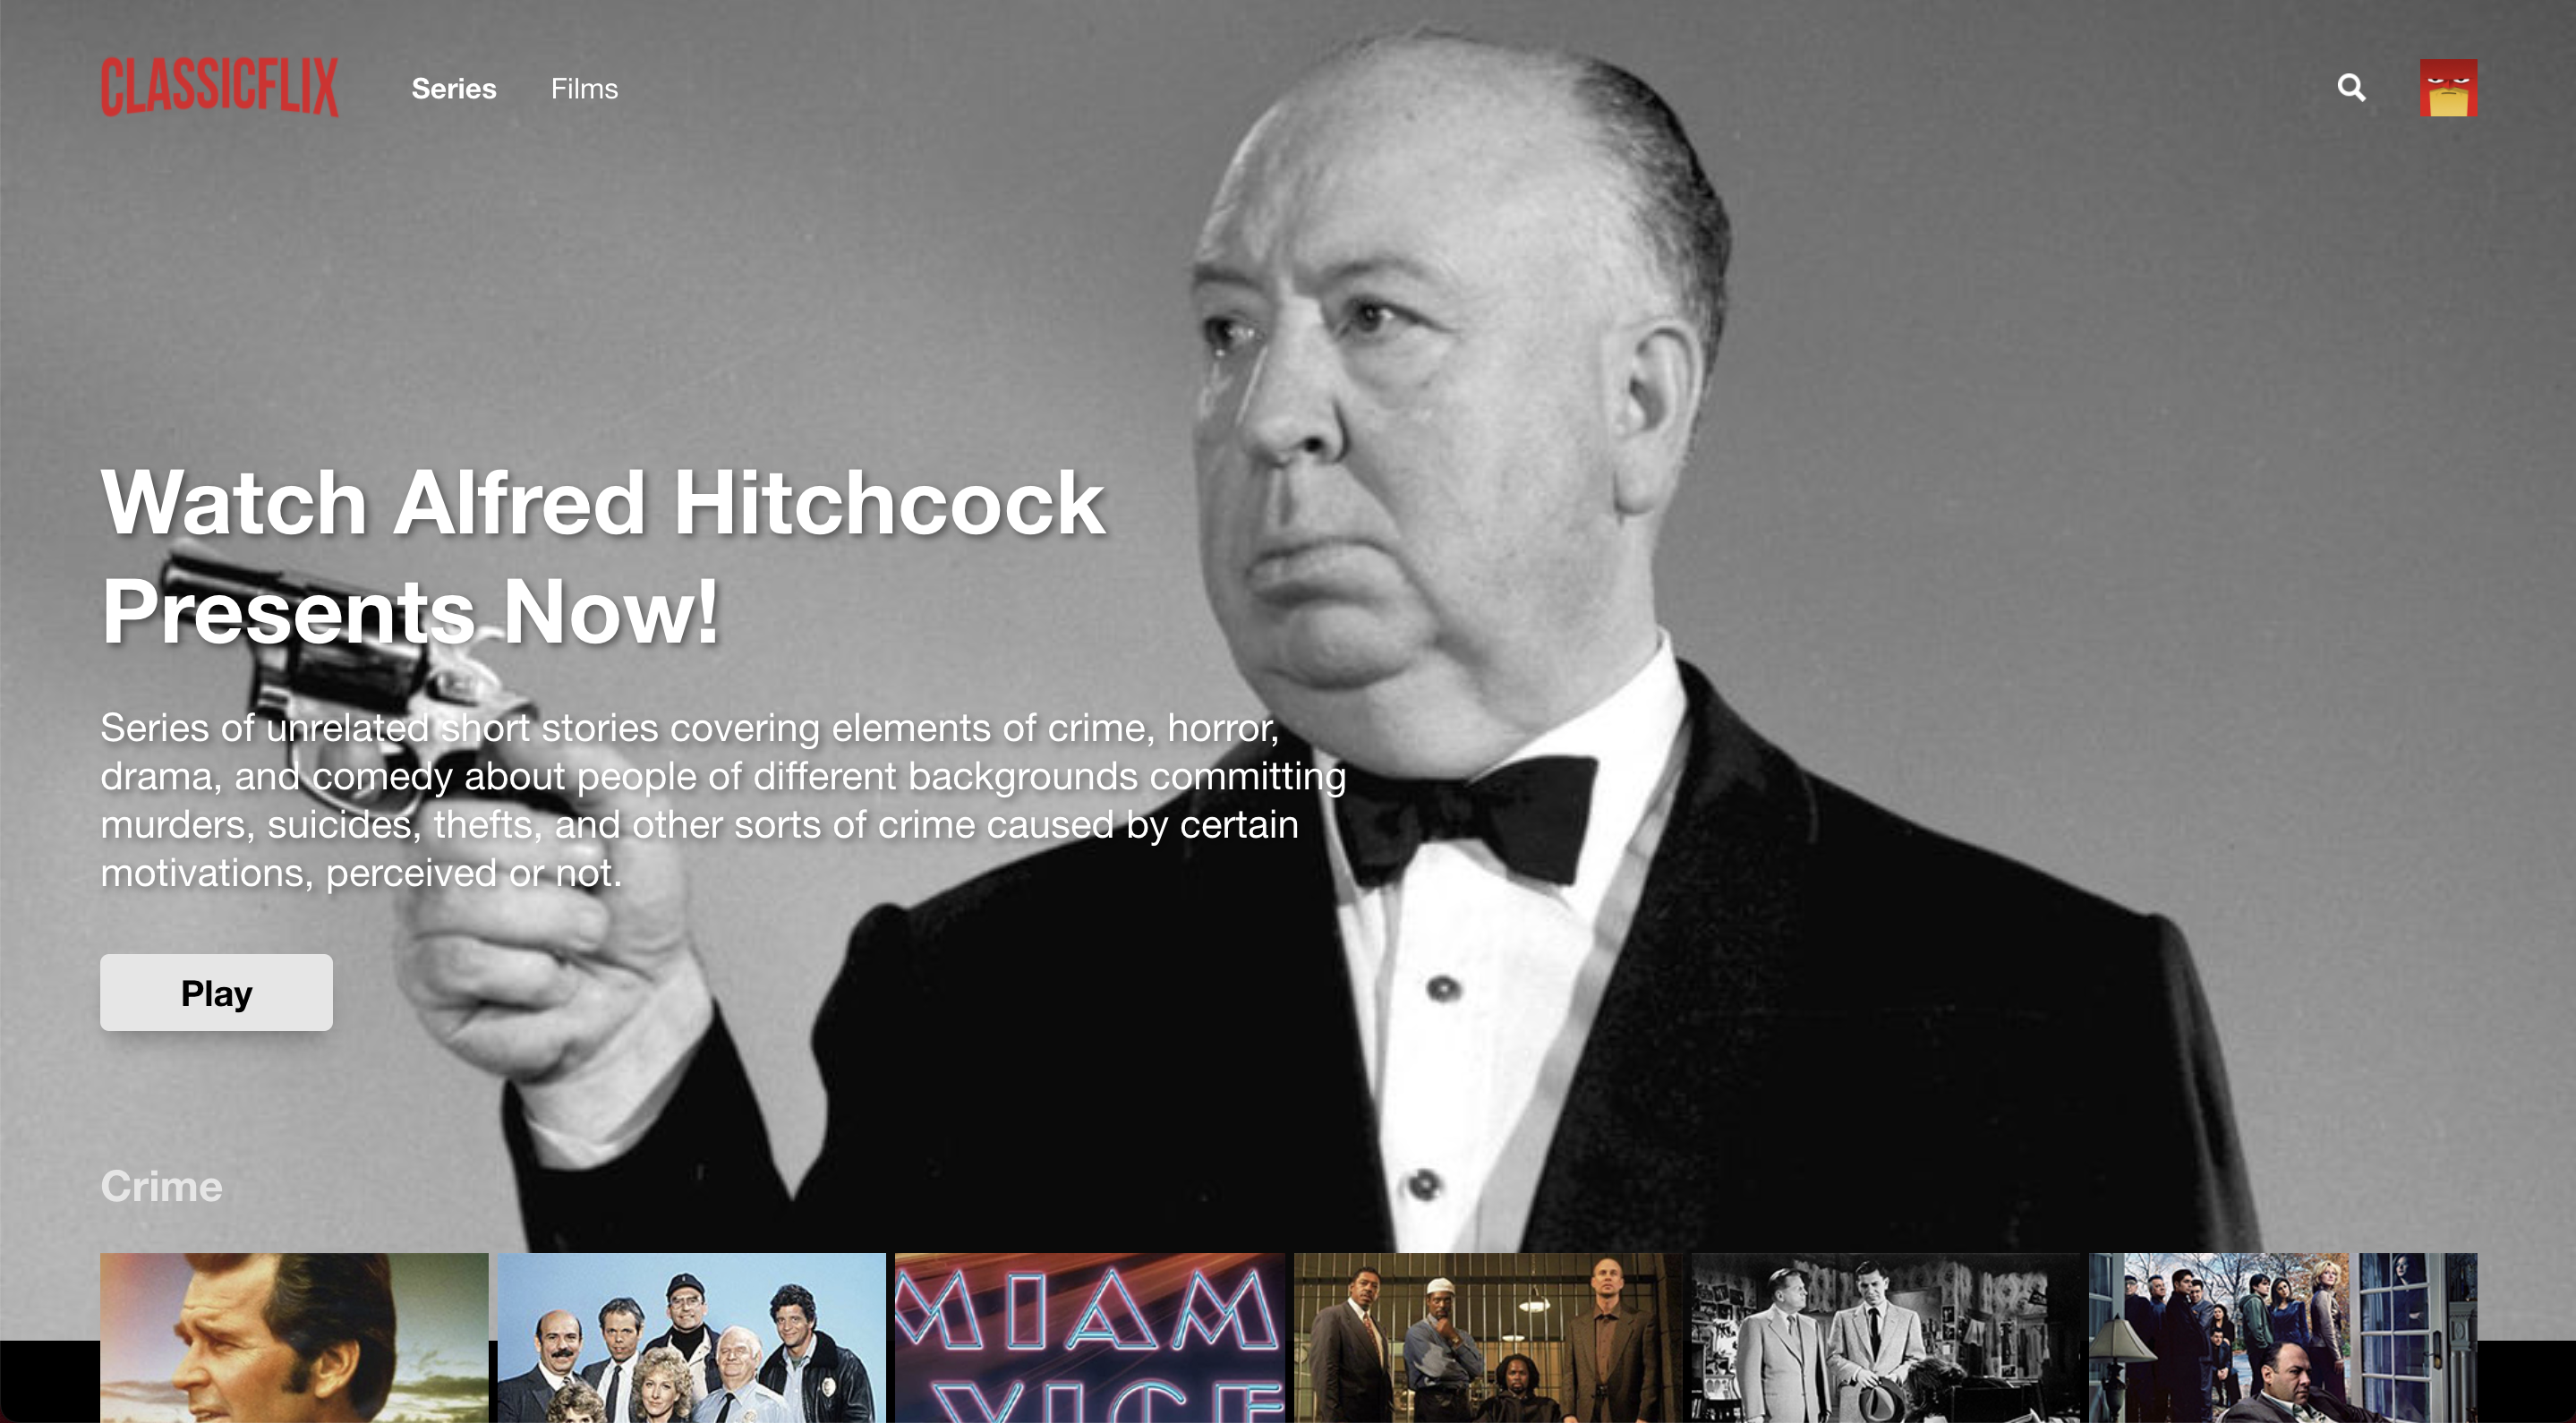 CLASSICFLIX
Series
Films
Watch Alfred Hitchcock
Presents Now!
Series of unrelated short stories covering elements of crime, horror,
drama, and comedy about people of different backgrounds committing
murders, suicides, thefts, and other sorts of crime caused by certain
motivations, perceived or not.
Play
Crime
MIAMI
VICE